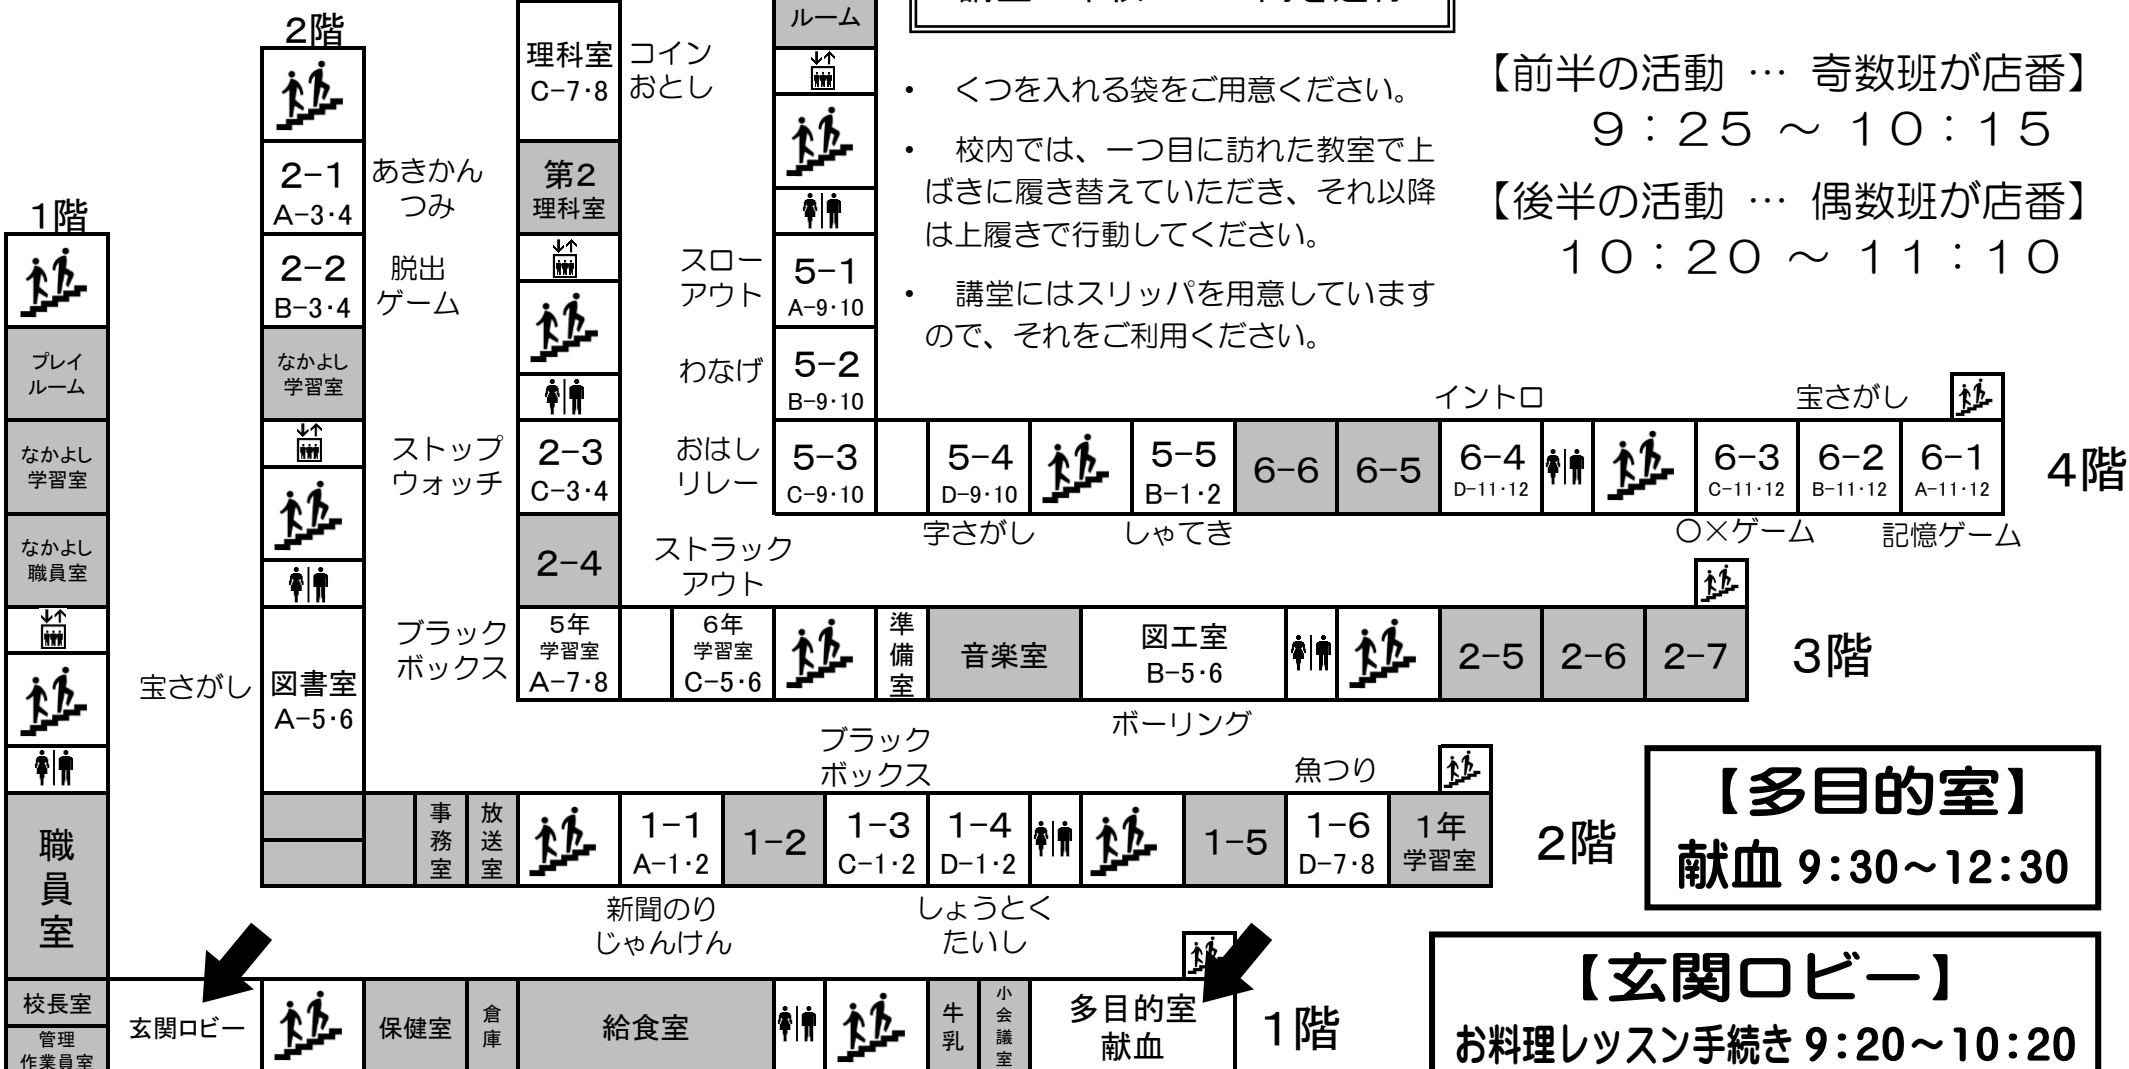 ルーム
2階
理科室
C-7・8
コイン
おとし
・ くつを入れる袋をご用意ください。
・ 校内では、一つ目に訪れた教室で上
ばきに履き替えていただき、それ以降
は上履きで行動してください。
・ 講堂にはスリッパを用意しています
ので、それをご利用ください。
【前半の活動 … 奇数班が店番】
9：25 ～ 10：15
【後半の活動 … 偶数班が店番】
10：20 ～ 11：10
2-1
A-3・4
あきかん
つみ
第2
理科室
1階
2-2
B-3・4
脱出
ゲーム
スロー
アウト
5-1
A-9・10
プレイ
ルーム
なかよし
学習室
わなげ
5-2
B-9・10
イントロ
宝さがし
なかよし
学習室
ストップ
ウォッチ
2-3
C-3・4
おはし
リレー
5-3
C-9・10
5-4
D-9・10
5-5
B-1・2
6-6
6-5
6-4
D-11・12
6-3
C-11・12
6-2
B-11・12
6-1
A-11・12
4階
字さがし
しゃてき
○×ゲーム
記憶ゲーム
なかよし
職員室
2-4
ストラック
アウト
ブラック
ボックス
5年
学習室
A-7・8
6年
学習室
C-5・6
準備室
音楽室
図工室
B-5・6
2-5
2-6
2-7
3階
宝さがし
図書室
A-5・6
ボーリング
ブラック
ボックス
魚つり
【多目的室】
献血 9:30～12:30
職員室
事務室
放送室
1-1
A-1・2
1-2
1-3
C-1・2
1-4
D-1・2
1-5
1-6
D-7・8
1年
学習室
2階
新聞のり
じゃんけん
しょうとく
たいし
【玄関ロビー】
お料理レッスン手続き 9:20～10:20
校長室
管理
作業員室
玄関ロビー
保健室
倉庫
給食室
牛乳
小会議室
多目的室
献血
1階